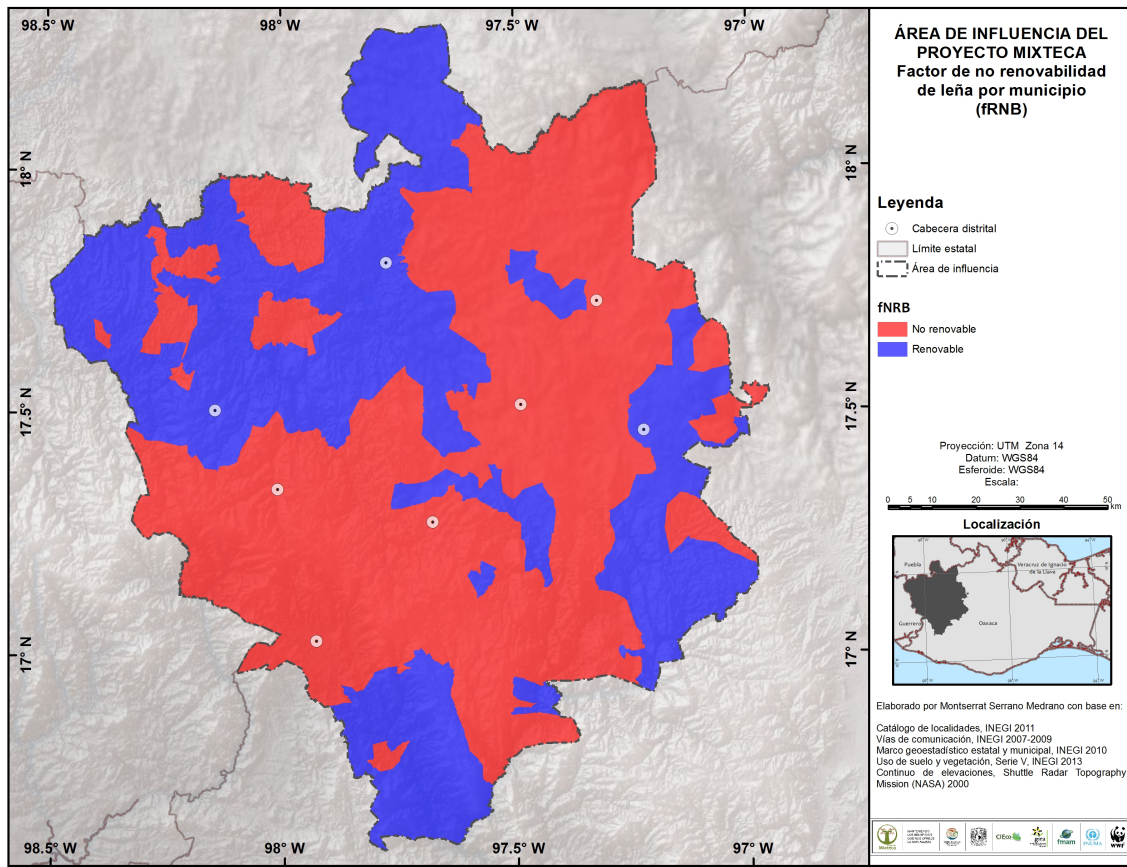 98.5° W
98° W
97.5° W
97° W
18° N
18° N
17.5° N
17.5° N
17° N
17° N
98.5° W
98° W
97.5° W
97° W
ÁREA DE INFLUENCIA DEL
PROYECTO MIXTECA
Factor de no renovabilidad
de leña por municipio
(fRNB)
Leyenda
Cabecera distrital
Límite estatal
Área de influencia
fNRB
No renovable
Renovable
Proyección: UTM Zona 14
Datum: WGS84
Esferoide: WGS84
Escala:
0 5 10 20 30 40 50
km
Localización
Puebla
Veracruz de Ignacio
de la Llave
Guerrero
Oaxaca
Elaborado por Montserrat Serrano Medrano con base en:
Catálogo de localidades, INEGI 2011
Vías de comunicación, INEGI 2007-2009
Marco geoestadístico estatal y municipal, INEGI 2010
Uso de suelo y vegetación, Serie V, INEGI 2013
Continuo de elevaciones, Shuttle Radar Topography
Mission (NASA) 2000
Mixteca
CIEco
gira
fmam
PNUMA
WWF